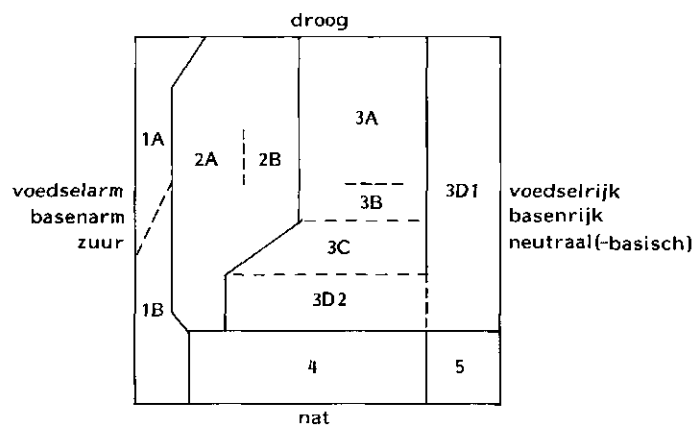 droog
3A
1A
2A
2B
3D1
voedselarm
basenarm
zuur
3B
voedselrijk
basenrijk
neutraal(-basisch)
3C
3D2
1B
4
5
nat